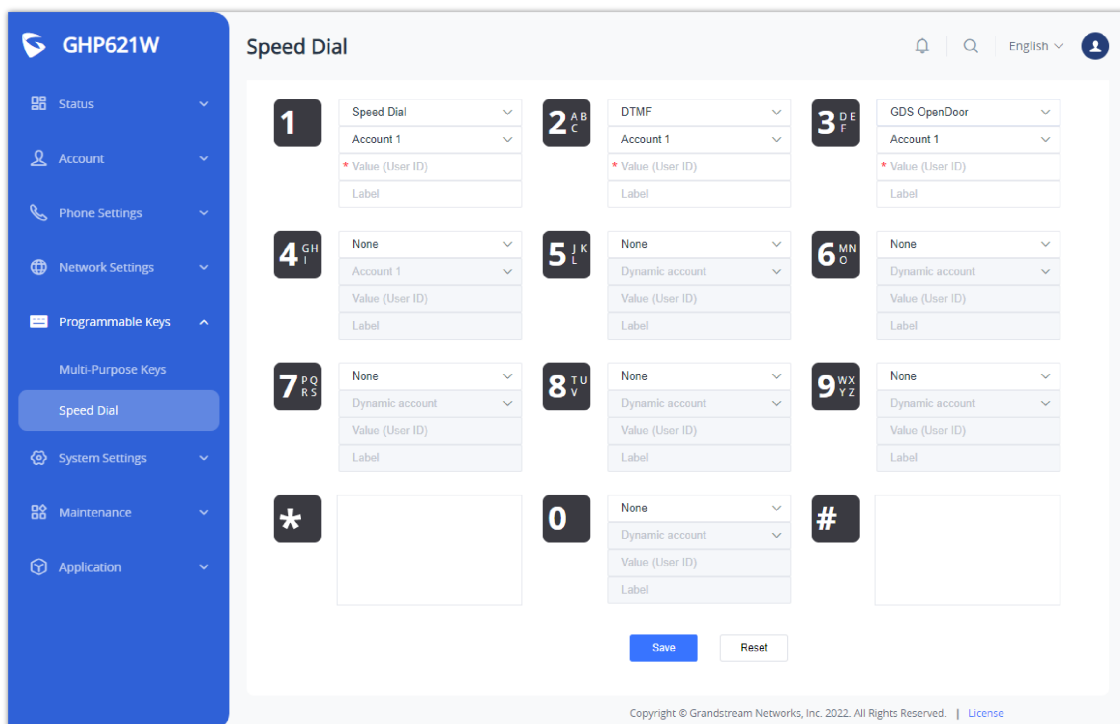 GHP621W
Speed Dial
English
Status
Account
Phone Settings
Network Settings
Programmable Keys
Multi-Purpose Keys
Speed Dial
System Settings
Maintenance
Application
1
Speed Dial
Account 1
* Value (User ID)
Label
2 ABC
DTMF
Account 1
* Value (User ID)
Label
3 DEF
GDS OpenDoor
Account 1
* Value (User ID)
Label
4 GHI
None
Account 1
Value (User ID)
Label
5 JKL
None
Dynamic account
Value (User ID)
Label
6 MNO
None
Dynamic account
Value (User ID)
Label
7 PQRS
None
Dynamic account
Value (User ID)
Label
8 TUV
None
Dynamic account
Value (User ID)
Label
9 WXYZ
None
Dynamic account
Value (User ID)
Label
*
0
None
Dynamic account
Value (User ID)
Label
#
Save
Reset
Copyright © Grandstream Networks, Inc. 2022. All Rights Reserved. | License